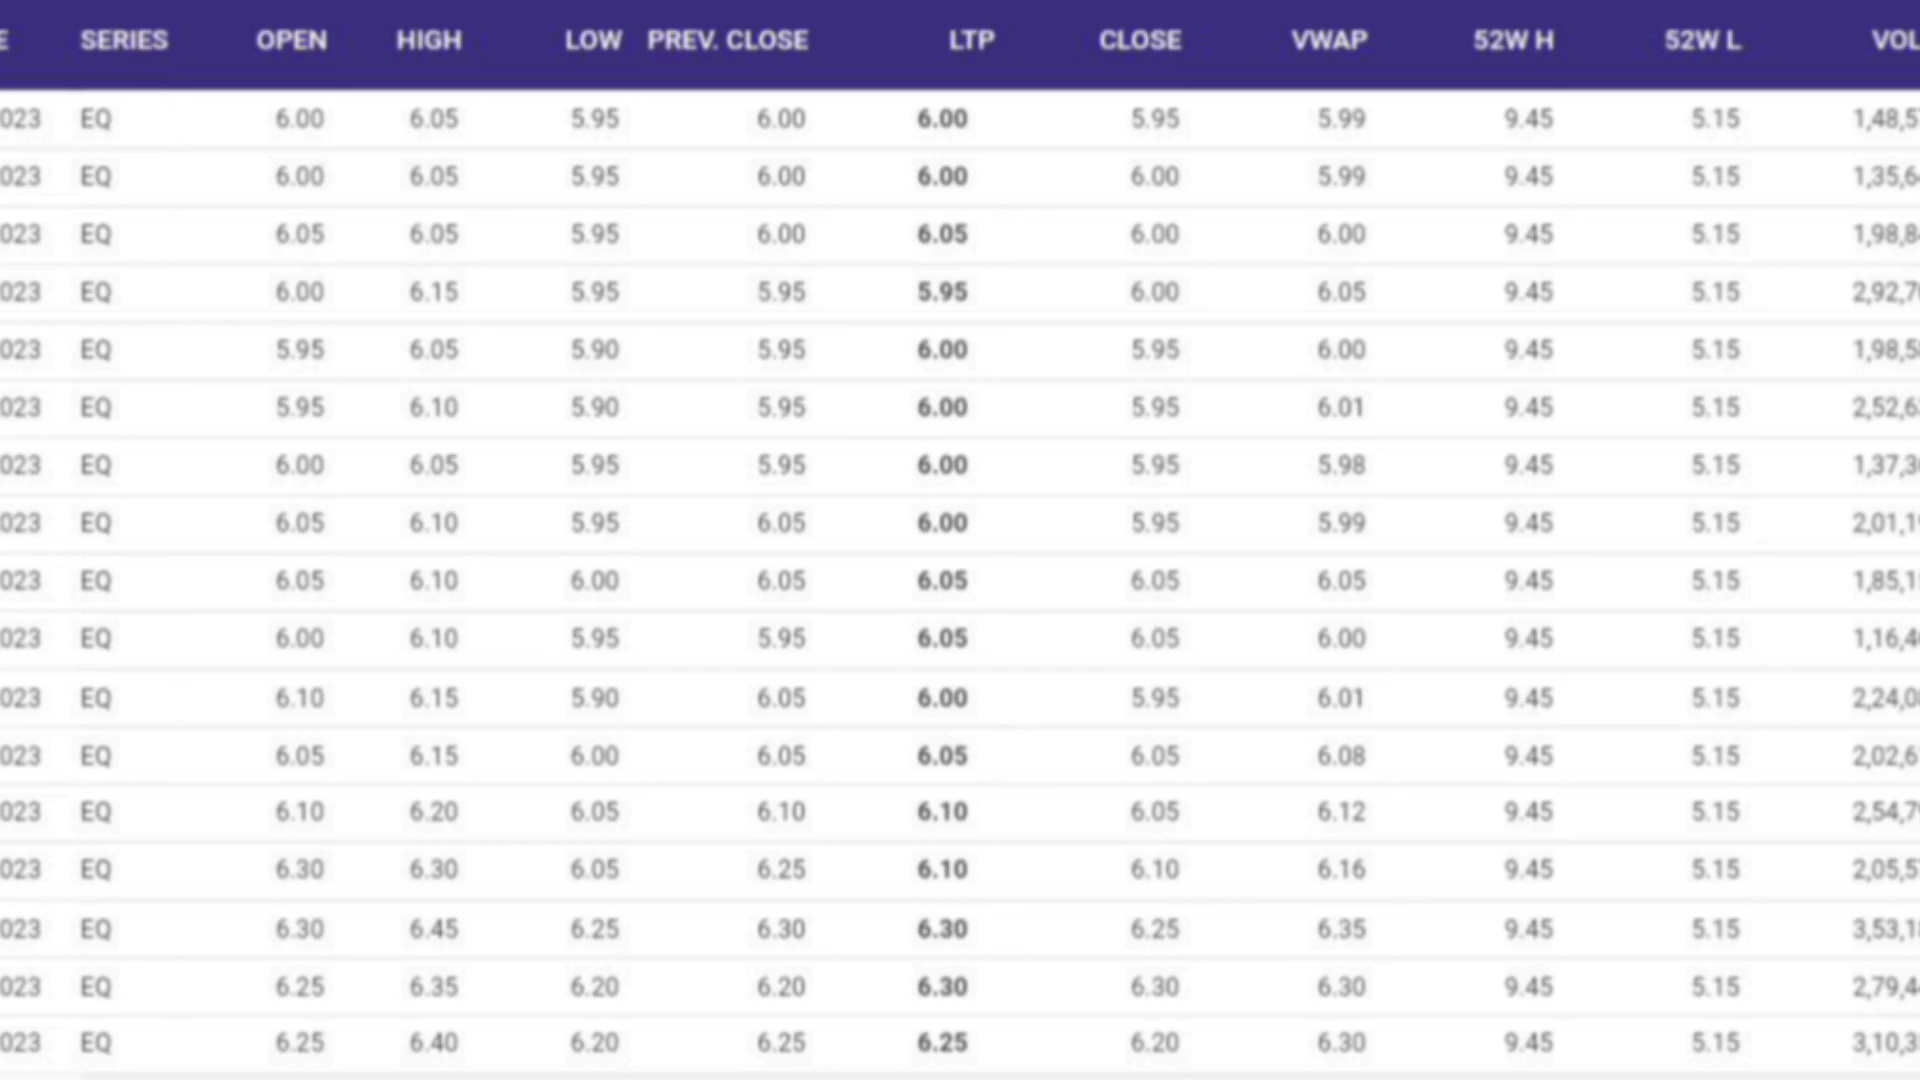 E SERIES OPEN HIGH LOW PREV. CLOSE LTP CLOSE VWAP 52W H 52W L VOL
023 EQ 6.00 6.05 5.95 6.00 6.00 5.95 5.99 9.45 5.15 1,48,5
023 EQ 6.00 6.05 5.95 6.00 6.00 6.00 5.99 9.45 5.15 1,35,6
023 EQ 6.05 6.05 5.95 6.00 6.05 6.00 6.00 9.45 5.15 1,98,8
023 EQ 6.00 6.15 5.95 5.95 5.95 6.00 6.05 9.45 5.15 2,92,7
023 EQ 5.95 6.05 5.90 5.95 6.00 5.95 6.00 9.45 5.15 1,98,5
023 EQ 5.95 6.10 5.90 5.95 6.00 5.95 6.01 9.45 5.15 2,52,6
023 EQ 6.00 6.05 5.95 5.95 6.00 5.95 5.98 9.45 5.15 1,37,3
023 EQ 6.05 6.10 5.95 6.05 6.00 5.95 5.99 9.45 5.15 2,01,1
023 EQ 6.05 6.10 6.00 6.05 6.05 6.05 6.05 9.45 5.15 1,85,1
023 EQ 6.00 6.10 5.95 5.95 6.05 6.05 6.00 9.45 5.15 1,16,4
023 EQ 6.10 6.15 5.90 6.05 6.00 5.95 6.01 9.45 5.15 2,24,0
023 EQ 6.05 6.15 6.00 6.05 6.05 6.05 6.08 9.45 5.15 2,02,6
023 EQ 6.10 6.20 6.05 6.10 6.10 6.05 6.12 9.45 5.15 2,54,7
023 EQ 6.30 6.30 6.05 6.25 6.10 6.10 6.16 9.45 5.15 2,05,5
023 EQ 6.30 6.45 6.25 6.30 6.30 6.25 6.35 9.45 5.15 3,53,1
023 EQ 6.25 6.35 6.20 6.20 6.30 6.30 6.30 9.45 5.15 2,79,4
023 EQ 6.25 6.40 6.20 6.25 6.25 6.20 6.30 9.45 5.15 3,10,3